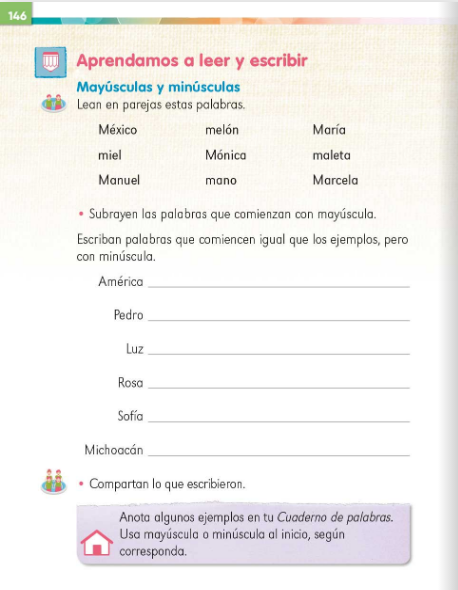 146
Aprendamos a leer y escribir
Mayúsculas y minúsculas
Lean en parejas estas palabras.
México melón María
miel Mónica maleta
Manuel mano Marcela
• Subrayen las palabras que comienzan con mayúscula.
Escriban palabras que comiencen igual que los ejemplos, pero
con minúscula.
América
Pedro
Luz
Rosa
Sofía
Michoacán
• Compartan lo que escribieron.
Anota algunos ejemplos en tu Cuaderno de palabras.
Usa mayúscula o minúscula al inicio, según
corresponda.